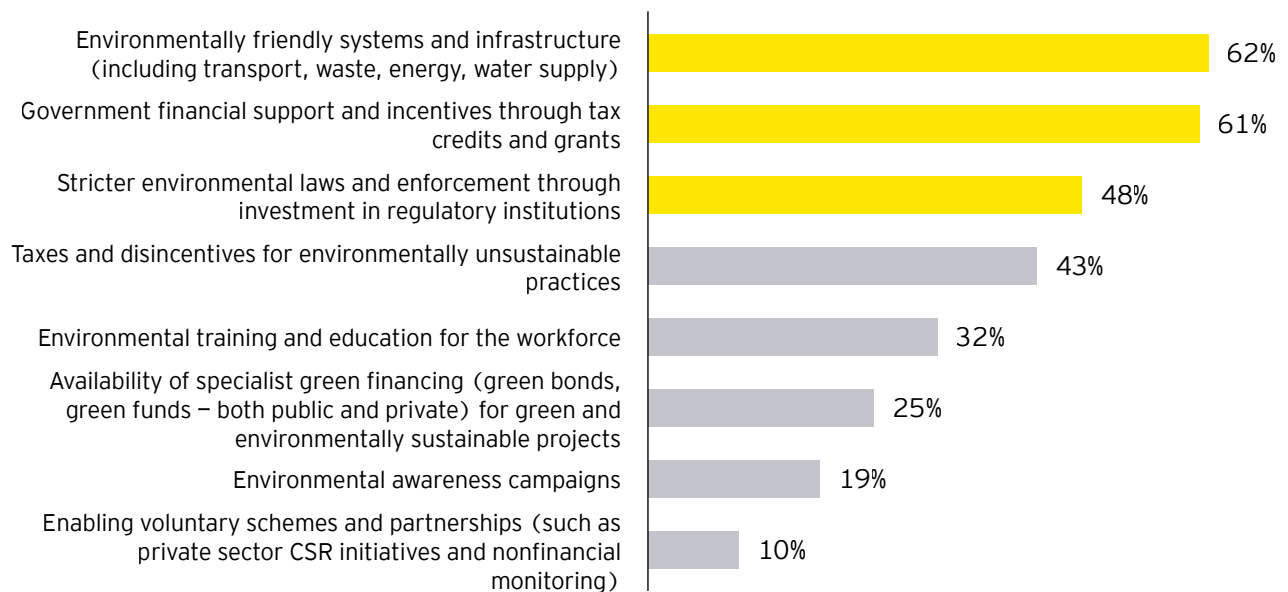 Environmentally friendly systems and infrastructure
(including transport, waste, energy, water supply)
62%
Government financial support and incentives through tax
credits and grants
61%
Stricter environmental laws and enforcement through
investment in regulatory institutions
48%
Taxes and disincentives for environmentally unsustainable
practices
43%
Environmental training and education for the workforce
32%
Availability of specialist green financing (green bonds,
green funds – both public and private) for green and
environmentally sustainable projects
25%
Environmental awareness campaigns
19%
Enabling voluntary schemes and partnerships (such as
private sector CSR initiatives and nonfinancial
monitoring)
10%